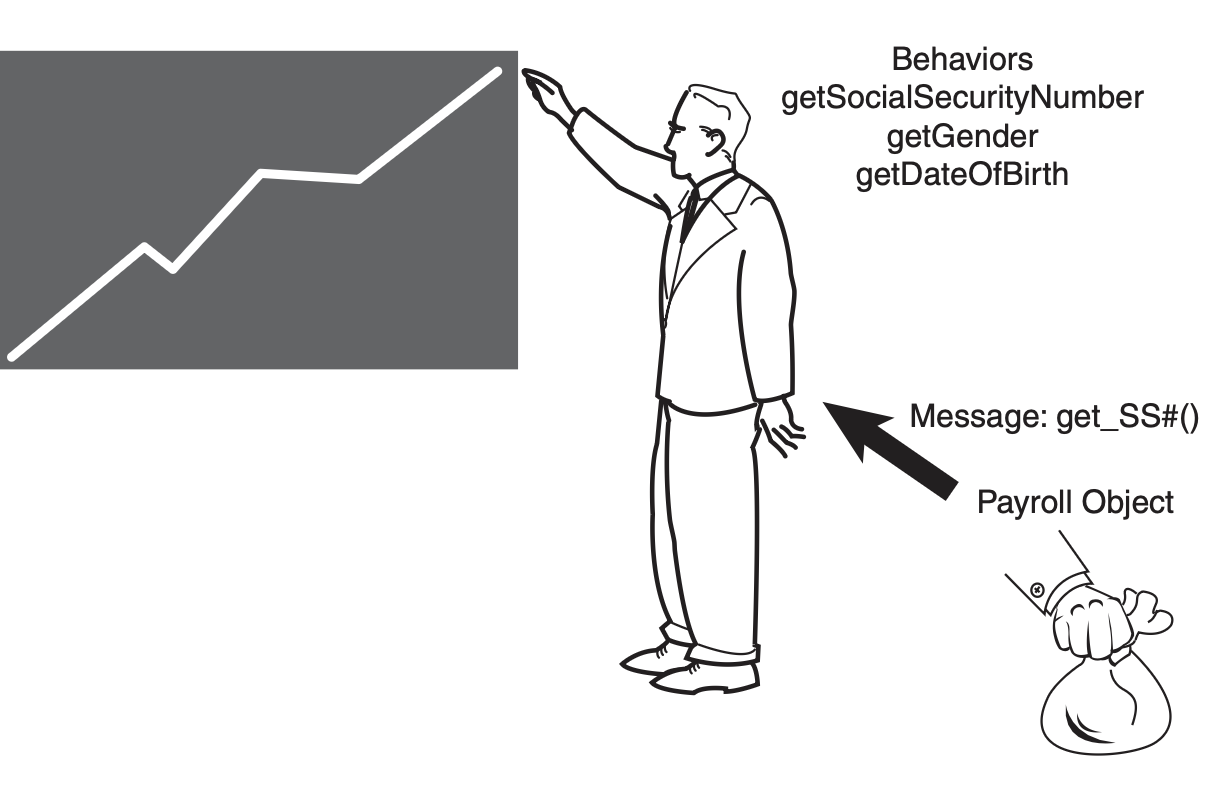 Behaviors
getSocialSecurityNumber
getGender
getDateOfBirth
Message: get_SS#()
Payroll Object